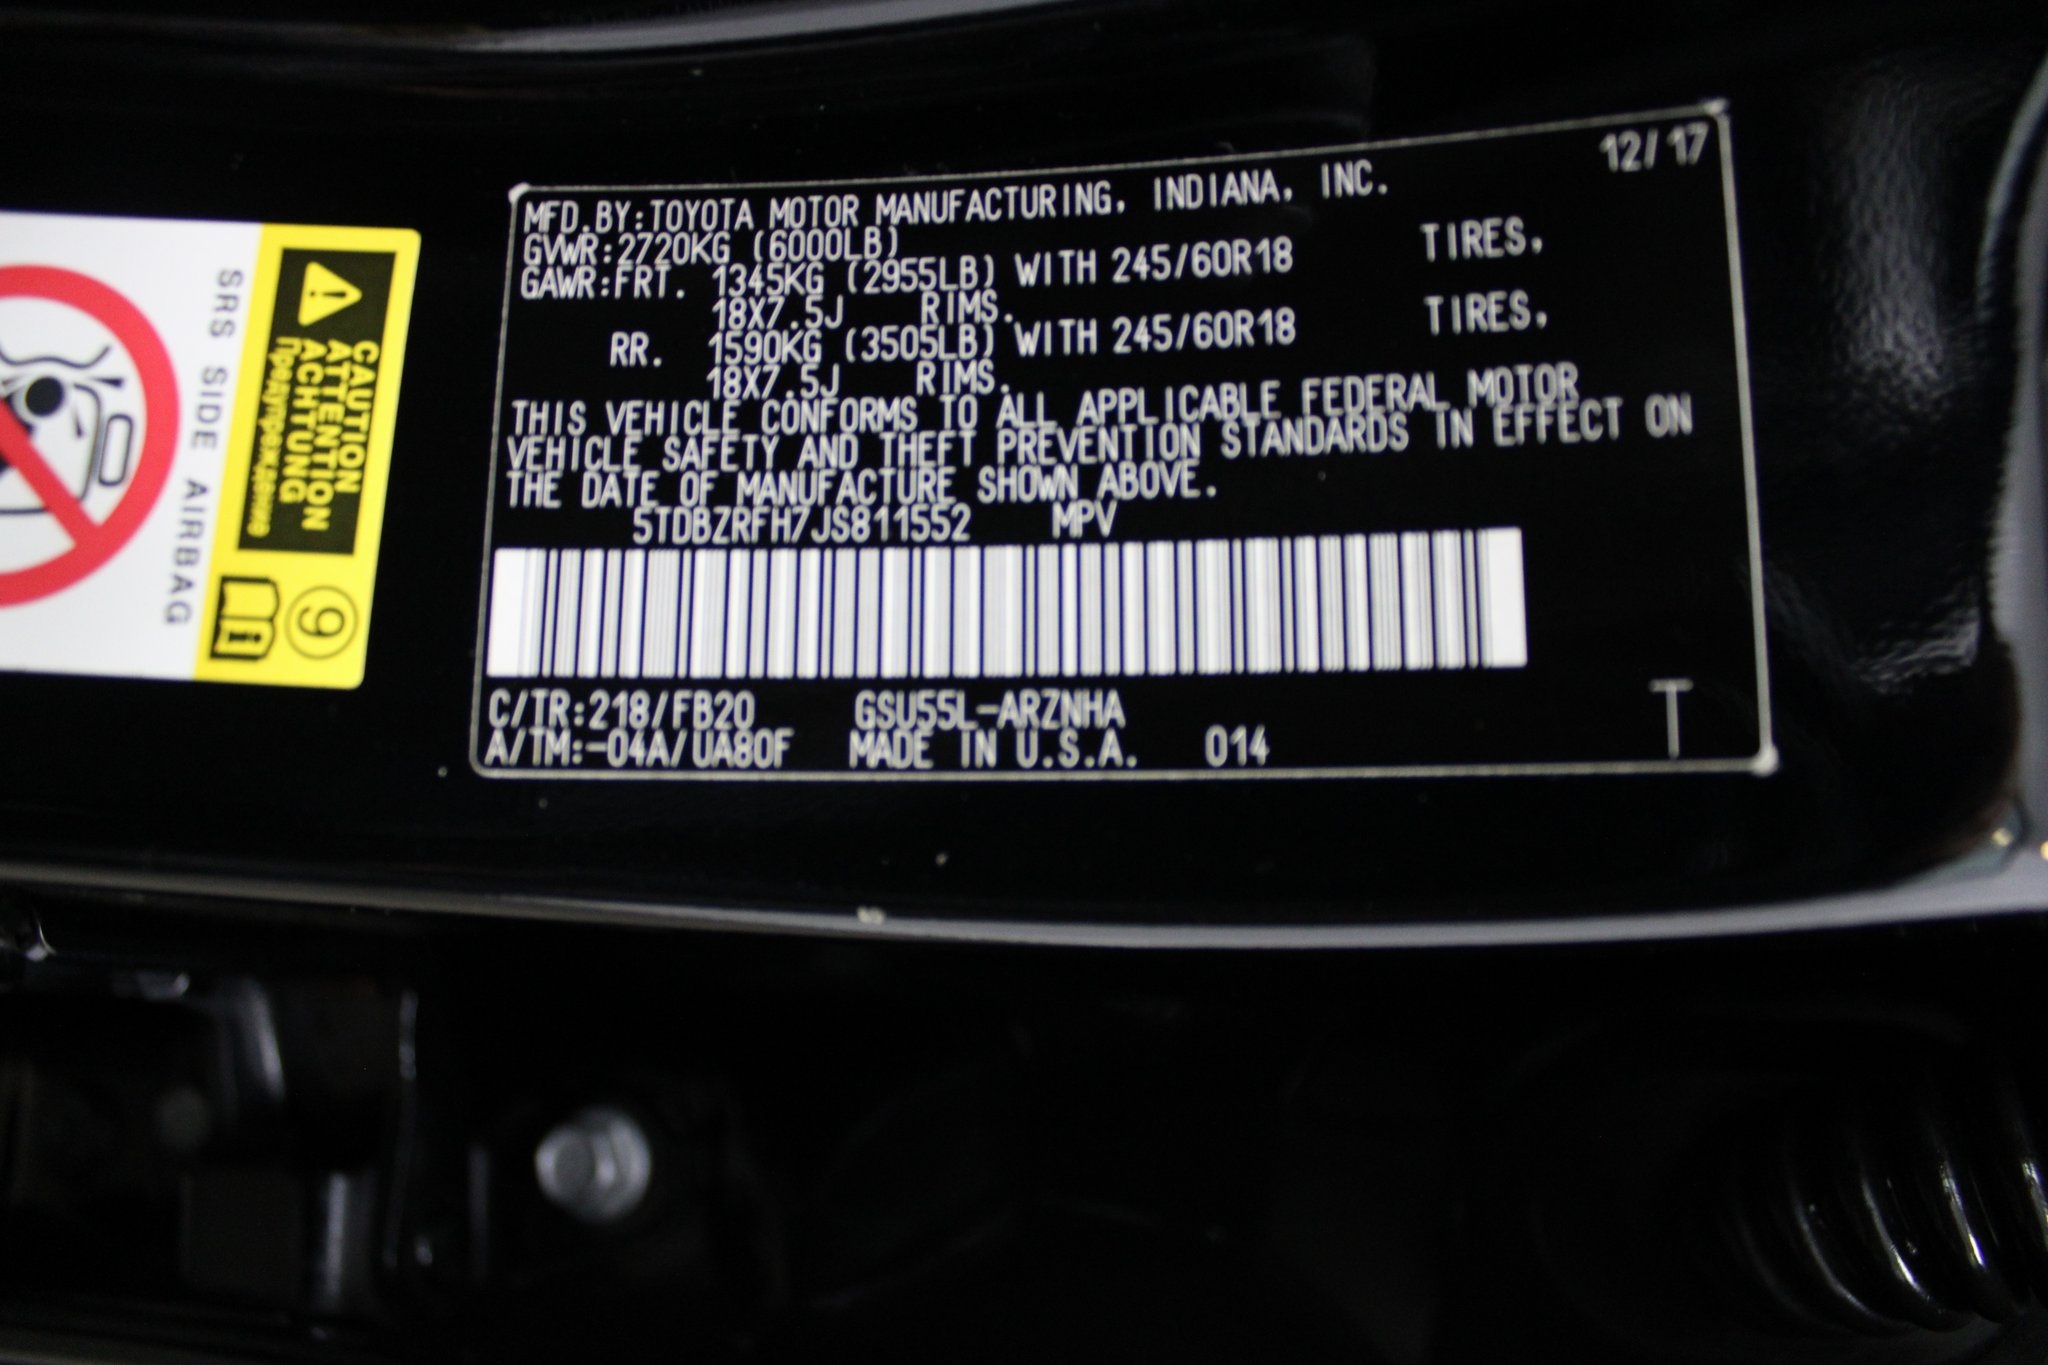 MFD.BY:TOYOTA MOTOR MANUFACTURING, INDIANA, INC. 12/17
GVWR:2720KG (6000LB)
GAWR:FRT. 1345KG (2955LB) WITH 245/60R18 TIRES,
18X7.5J RIMS.
RR. 1590KG (3505LB) WITH 245/60R18 TIRES,
18X7.5J RIMS.
THIS VEHICLE CONFORMS TO ALL APPLICABLE FEDERAL MOTOR
VEHICLE SAFETY AND THEFT PREVENTION STANDARDS IN EFFECT ON
THE DATE OF MANUFACTURE SHOWN ABOVE.
5TDBZRFH7JS811552 MPV
C/TR:218/FB20 GSU55L-ARZNHA
A/TM:-04A/UA80F MADE IN U.S.A. 014
T
CAUTION
ATTENTION
ACHTUNG
Предупреждение
9
SRS SIDE AIRBAG